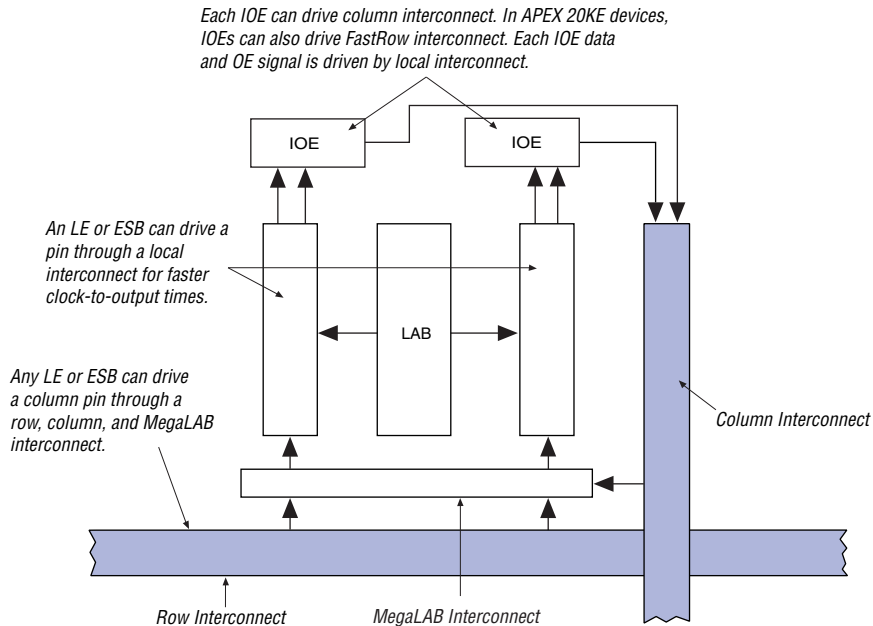 Each IOE can drive column interconnect. In APEX 20KE devices,
IOEs can also drive FastRow interconnect. Each IOE data
and OE signal is driven by local interconnect.
IOE
IOE
An LE or ESB can drive a
pin through a local
interconnect for faster
clock-to-output times.
LAB
Any LE or ESB can drive
a column pin through a
row, column, and MegaLAB
interconnect.
Column Interconnect
Row Interconnect
MegaLAB Interconnect